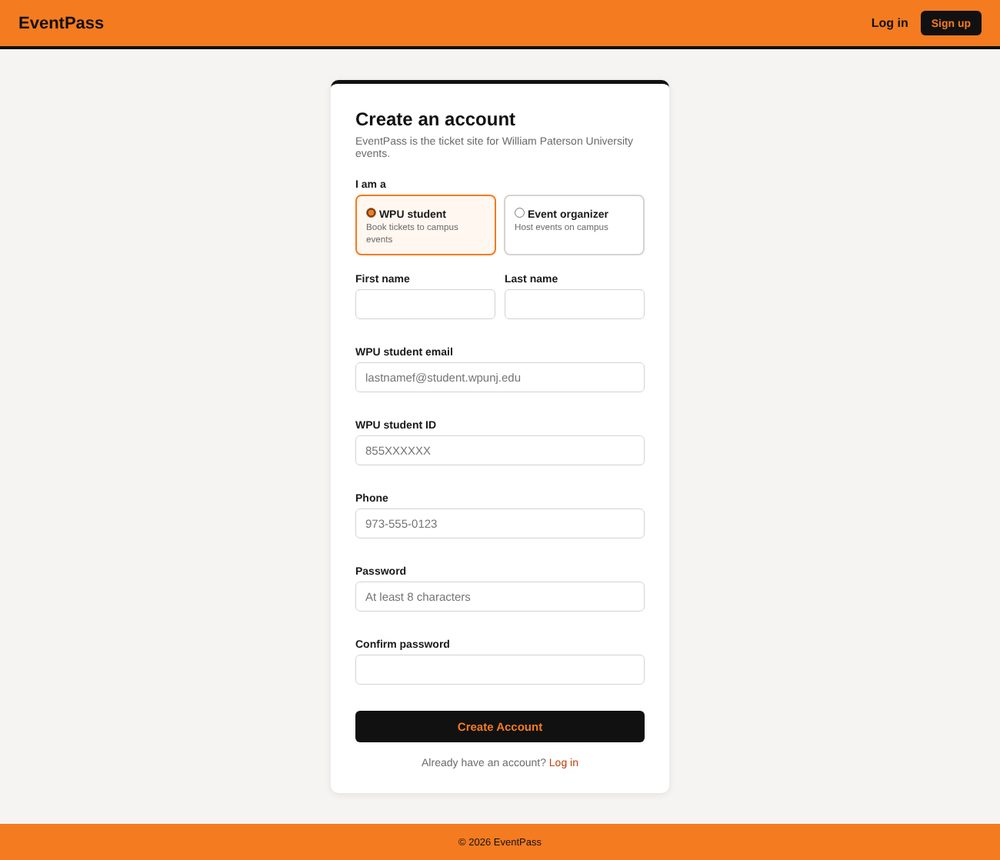 EventPass
Log in
Sign up
Create an account
EventPass is the ticket site for William Paterson University
events.
I am a
WPU student
Book tickets to campus
events
Event organizer
Host events on campus
First name
Last name
WPU student email
lastnamef@student.wpunj.edu
WPU student ID
855XXXXXX
Phone
973-555-0123
Password
At least 8 characters
Confirm password
Create Account
Already have an account? Log in
© 2026 EventPass